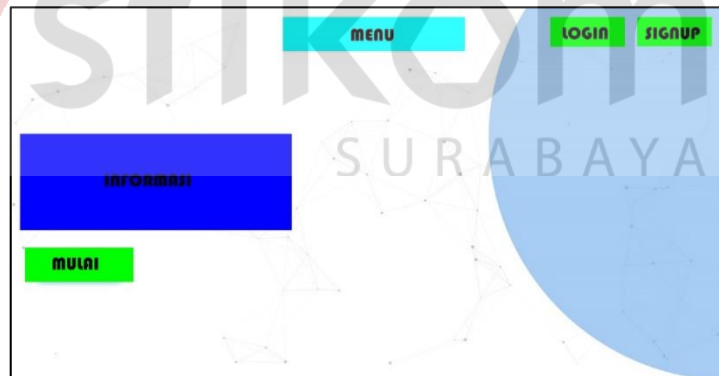 STIKOM
SURABAYA
MENU
LOGIN
SIGNUP
INFORMASI
MULAI